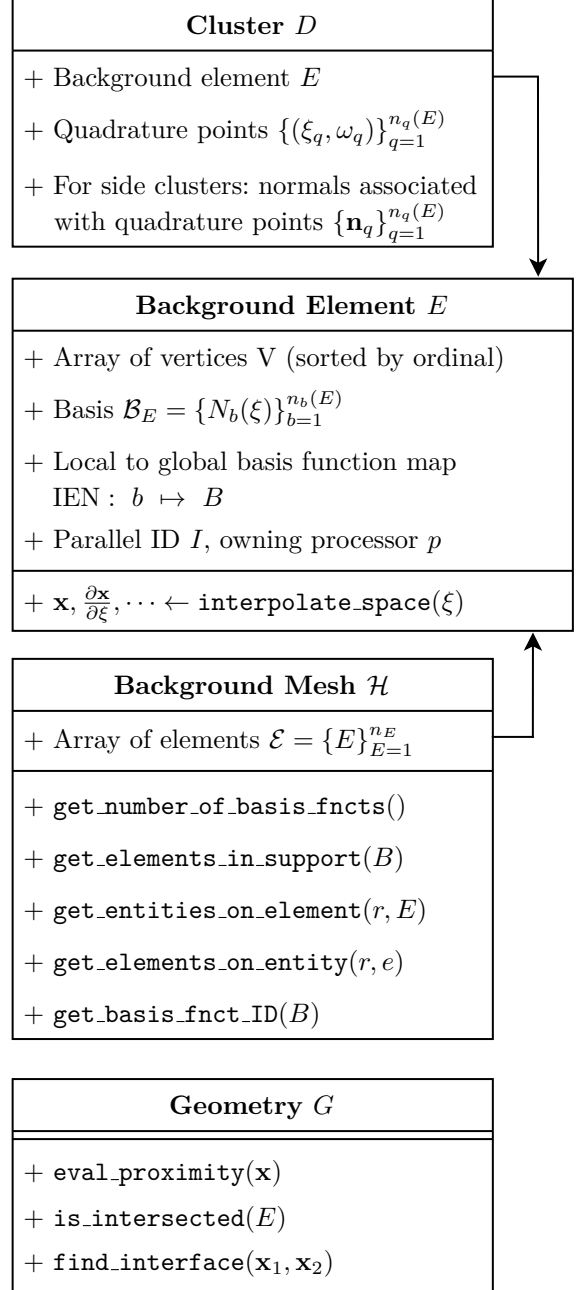 Cluster D
+ Background element E
+ Quadrature points {(ξ_q, ω_q)}_{q=1}^{n_q(E)}
+ For side clusters: normals associated
with quadrature points {𝐧_q}_{q=1}^{n_q(E)}
Background Element E
+ Array of vertices V (sorted by ordinal)
+ Basis ℬ_E = {N_b(ξ)}_{b=1}^{n_b(E)}
+ Local to global basis function map
IEN : b ↦ B
+ Parallel ID I, owning processor p
+ 𝐱, ∂𝐱/∂ξ, ⋯ ← interpolate_space(ξ)
Background Mesh ℋ
+ Array of elements ℰ = {E}_{E=1}^{n_E}
+ get_number_of_basis_fncts()
+ get_elements_in_support(B)
+ get_entities_on_element(r, E)
+ get_elements_on_entity(r, e)
+ get_basis_fnct_ID(B)
Geometry G
+ eval_proximity(𝐱)
+ is_intersected(E)
+ find_interface(𝐱₁, 𝐱₂)